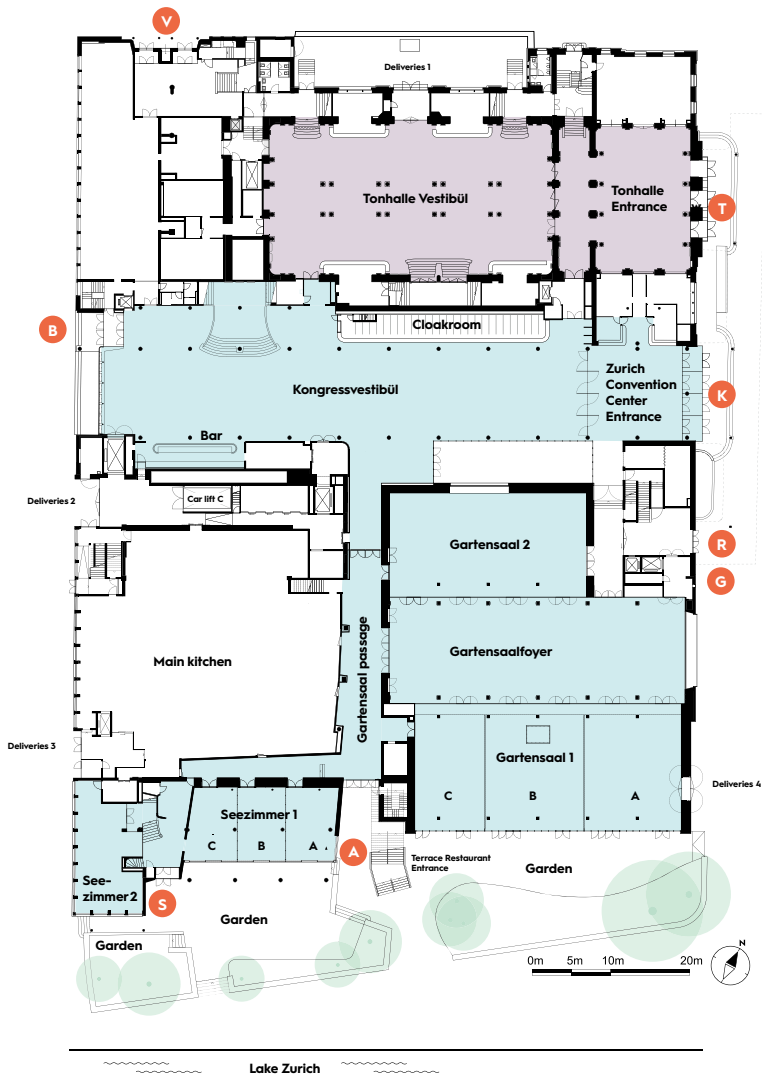 V
Deliveries 1
Tonhalle Vestibül
Tonhalle
Entrance
T
B
Cloakroom
Kongressvestibül
Zurich
Convention
Center
Entrance
K
Bar
Deliveries 2
Car lift C
Gartensaal 2
R
G
Main kitchen
Gartensaal passage
Gartensaalfoyer
Deliveries 3
Gartensaal 1
Deliveries 4
C
B
A
Seezimmer 1
C
B
A
A
Terrace Restaurant
Entrance
Garden
See-
zimmer2
S
Garden
Garden
N
0m 5m 10m 20m
Lake Zurich